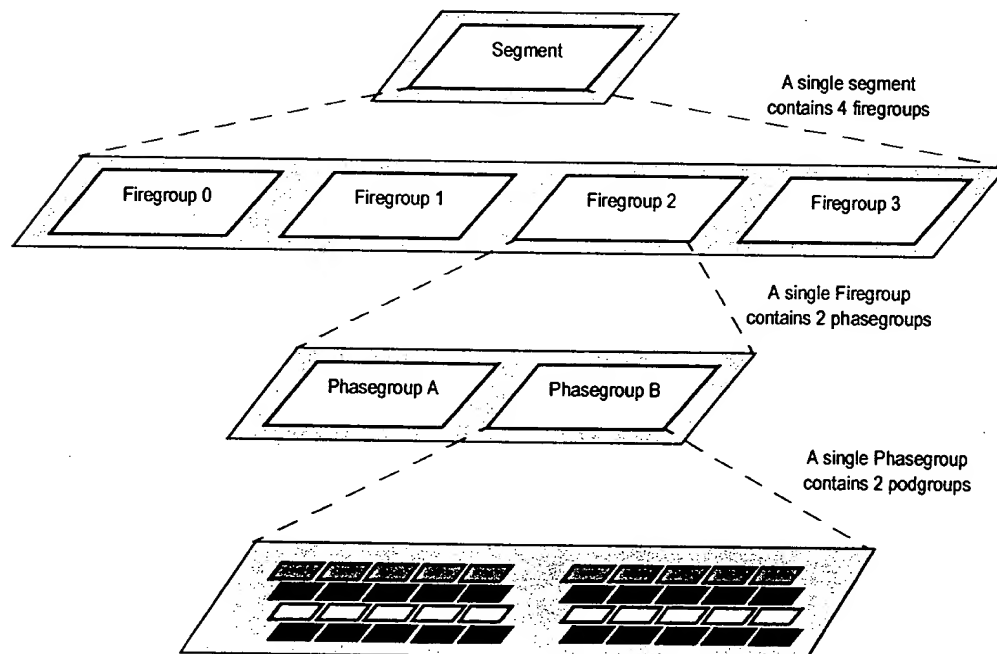 Segment
A single segment
contains 4 firegroups
Firegroup 0
Firegroup 1
Firegroup 2
Firegroup 3
A single Firegroup
contains 2 phasegroups
Phasegroup A
Phasegroup B
A single Phasegroup
contains 2 podgroups